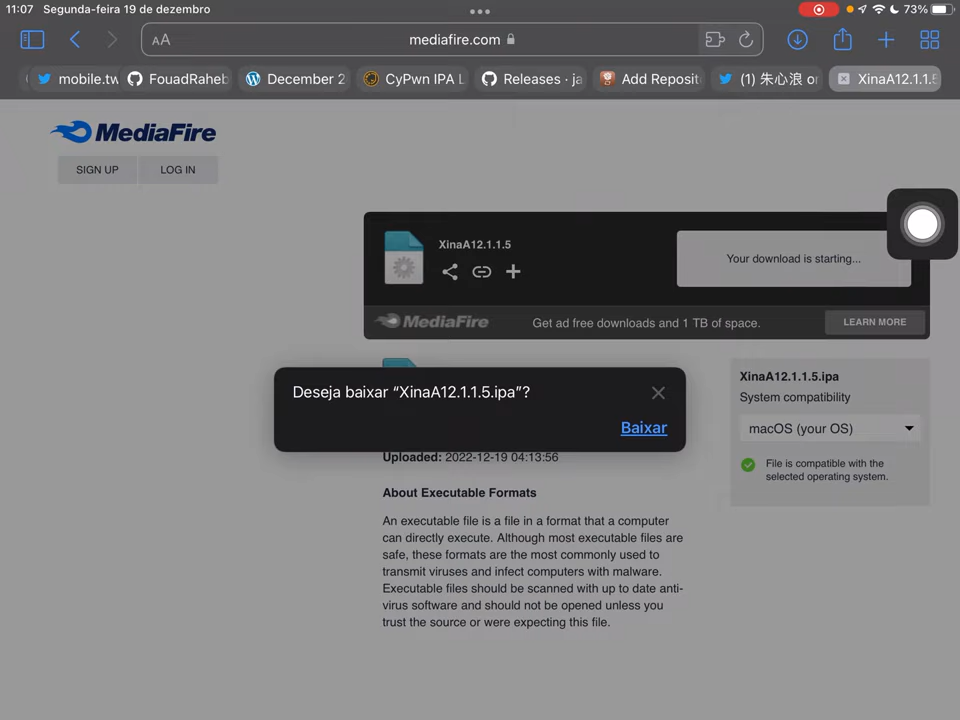 11:07 Segunda-feira 19 de dezembro
73%
AA
mediafire.com
mobile.tw
FouadRaheb
December 2
CyPwn IPA L
Releases · ja
Add Reposit
(1) 朱心浪 or
XinaA12.1.1.5
MediaFire
SIGN UP
LOG IN
XinaA12.1.1.5
Your download is starting...
MediaFire
Get ad free downloads and 1 TB of space.
LEARN MORE
Deseja baixar “XinaA12.1.1.5.ipa”?
Baixar
Uploaded: 2022-12-19 04:13:56
About Executable Formats
An executable file is a file in a format that a computer
can directly execute. Although most executable files are
safe, these formats are the most commonly used to
transmit viruses and infect computers with malware.
Executable files should be scanned with up to date anti-
virus software and should not be opened unless you
trust the source or were expecting this file.
XinaA12.1.1.5.ipa
System compatibility
macOS (your OS)
File is compatible with the
selected operating system.